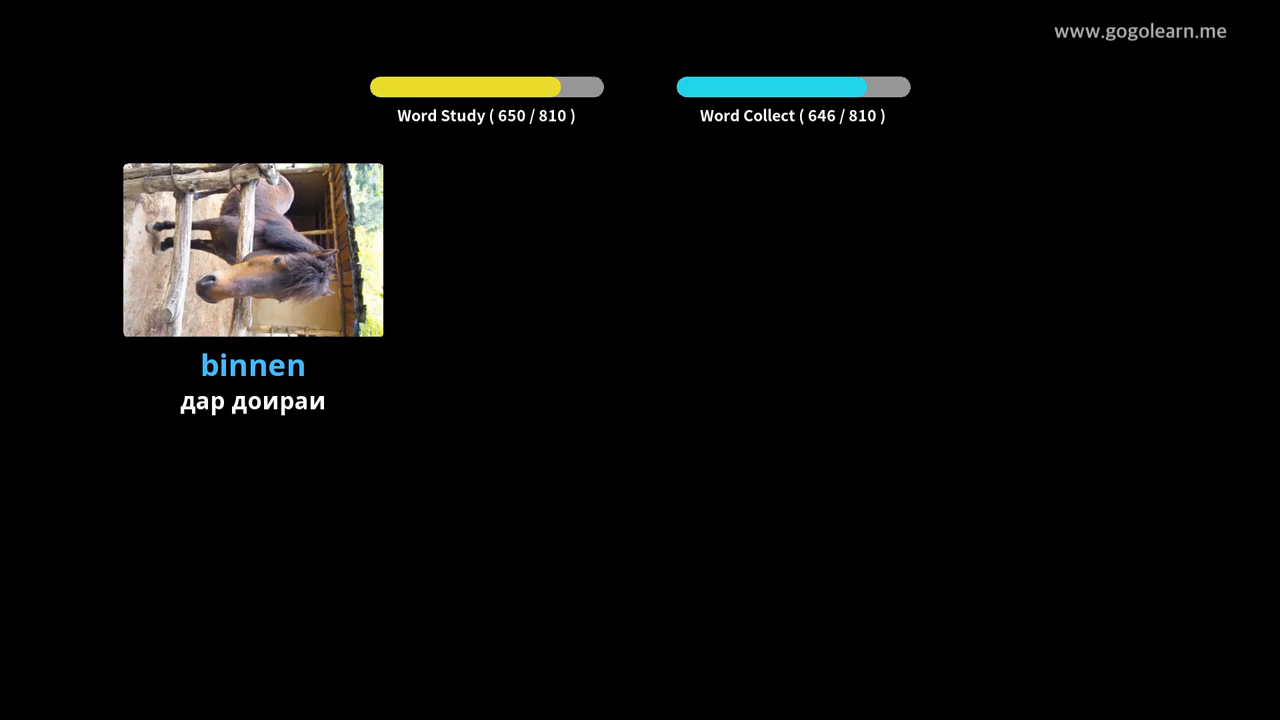 www.gogolearn.me
Word Study ( 650 / 810 )
Word Collect ( 646 / 810 )
binnen
дар доираи